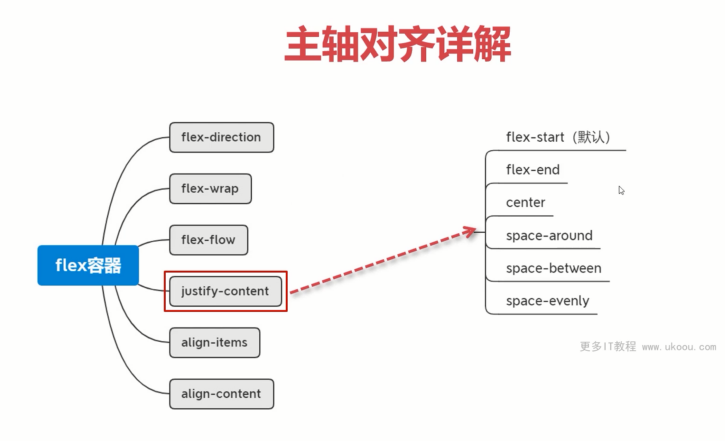 主轴对齐详解
flex容器
flex-direction
flex-wrap
flex-flow
justify-content
align-items
align-content
flex-start（默认）
flex-end
center
space-around
space-between
space-evenly
更多IT教程 www.ukoou.com